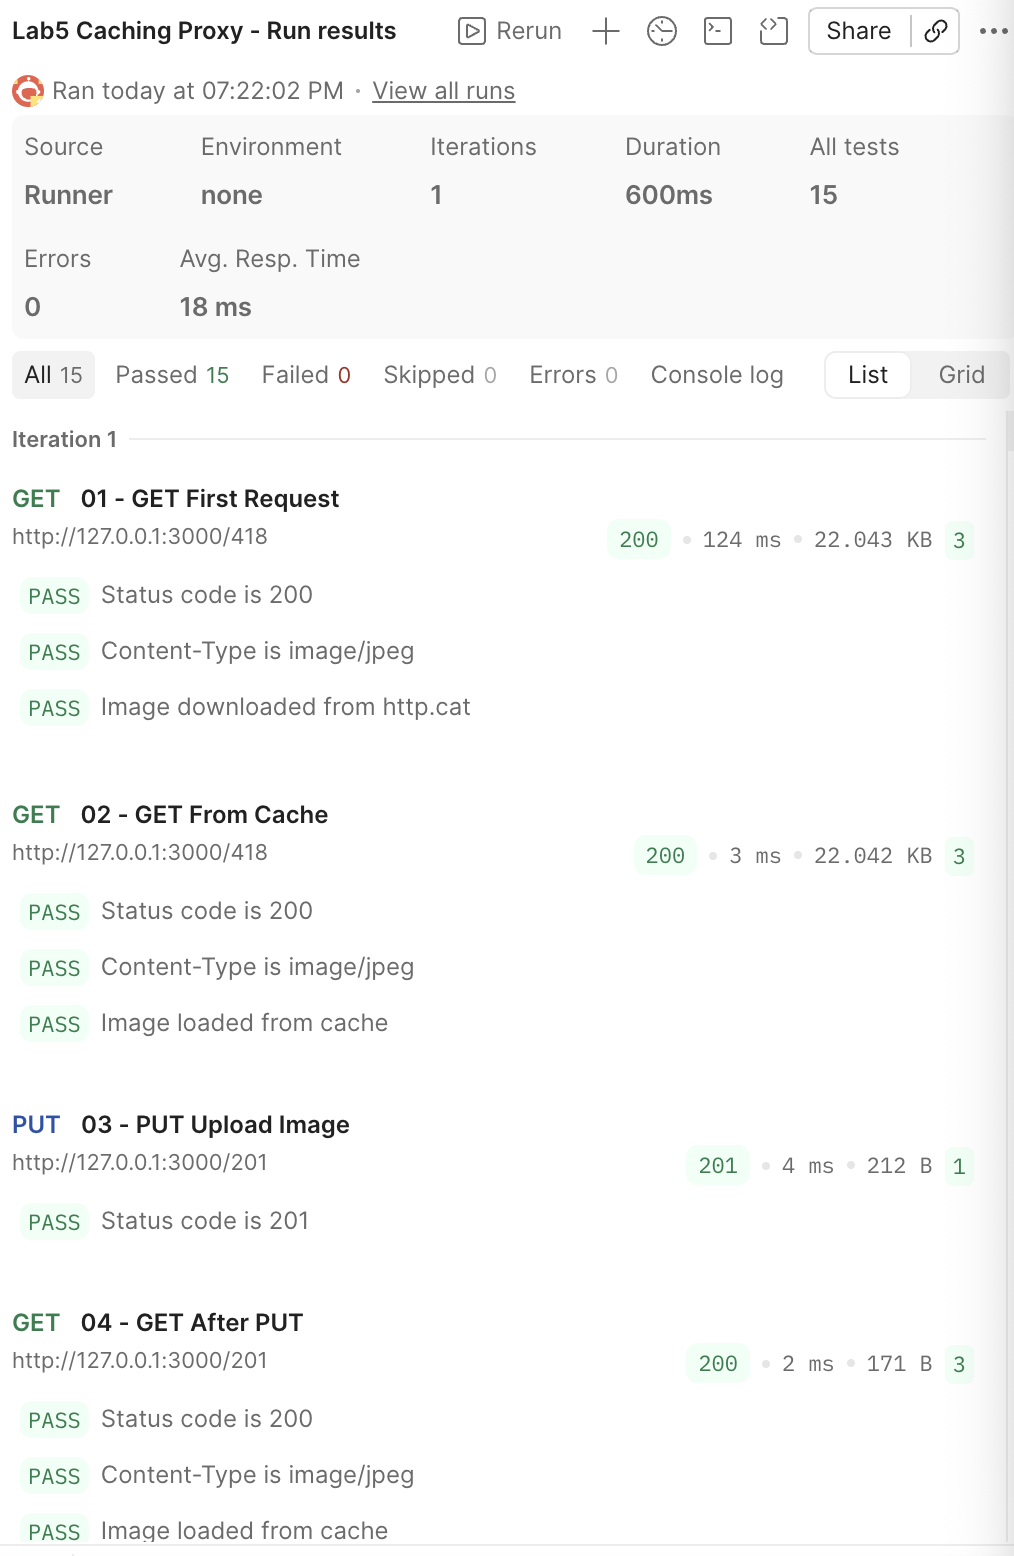 Lab5 Caching Proxy - Run results Rerun Share
Ran today at 07:22:02 PM · View all runs
Source Environment Iterations Duration All tests
Runner none 1 600ms 15
Errors Avg. Resp. Time
0 18 ms
All 15 Passed 15 Failed 0 Skipped 0 Errors 0 Console log List Grid
Iteration 1
GET 01 - GET First Request
http://127.0.0.1:3000/418
200 • 124 ms • 22.043 KB 3
PASS Status code is 200
PASS Content-Type is image/jpeg
PASS Image downloaded from http.cat
GET 02 - GET From Cache
http://127.0.0.1:3000/418
200 • 3 ms • 22.042 KB 3
PASS Status code is 200
PASS Content-Type is image/jpeg
PASS Image loaded from cache
PUT 03 - PUT Upload Image
http://127.0.0.1:3000/201
201 • 4 ms • 212 B 1
PASS Status code is 201
GET 04 - GET After PUT
http://127.0.0.1:3000/201
200 • 2 ms • 171 B 3
PASS Status code is 200
PASS Content-Type is image/jpeg
PASS Image loaded from cache